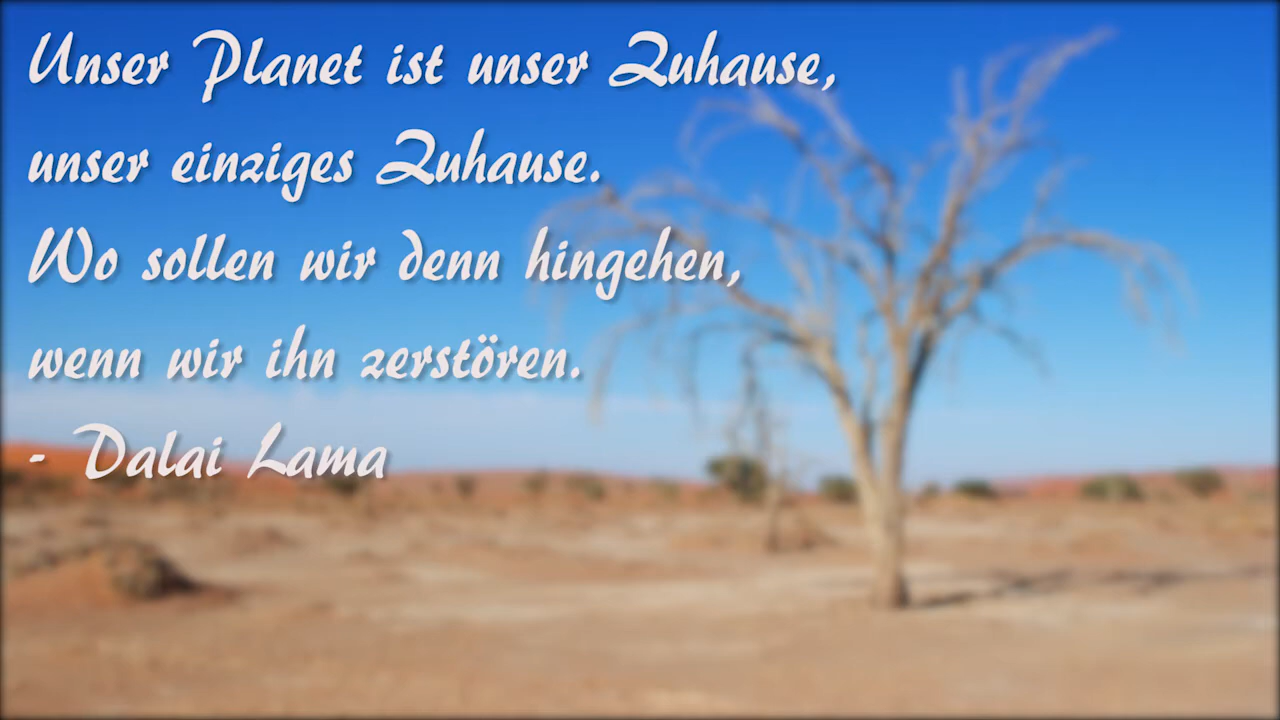 Unser Planet ist unser Zuhause,
unser einziges Zuhause.
Wo sollen wir denn hingehen,
wenn wir ihn zerstören.
- Dalai Lama